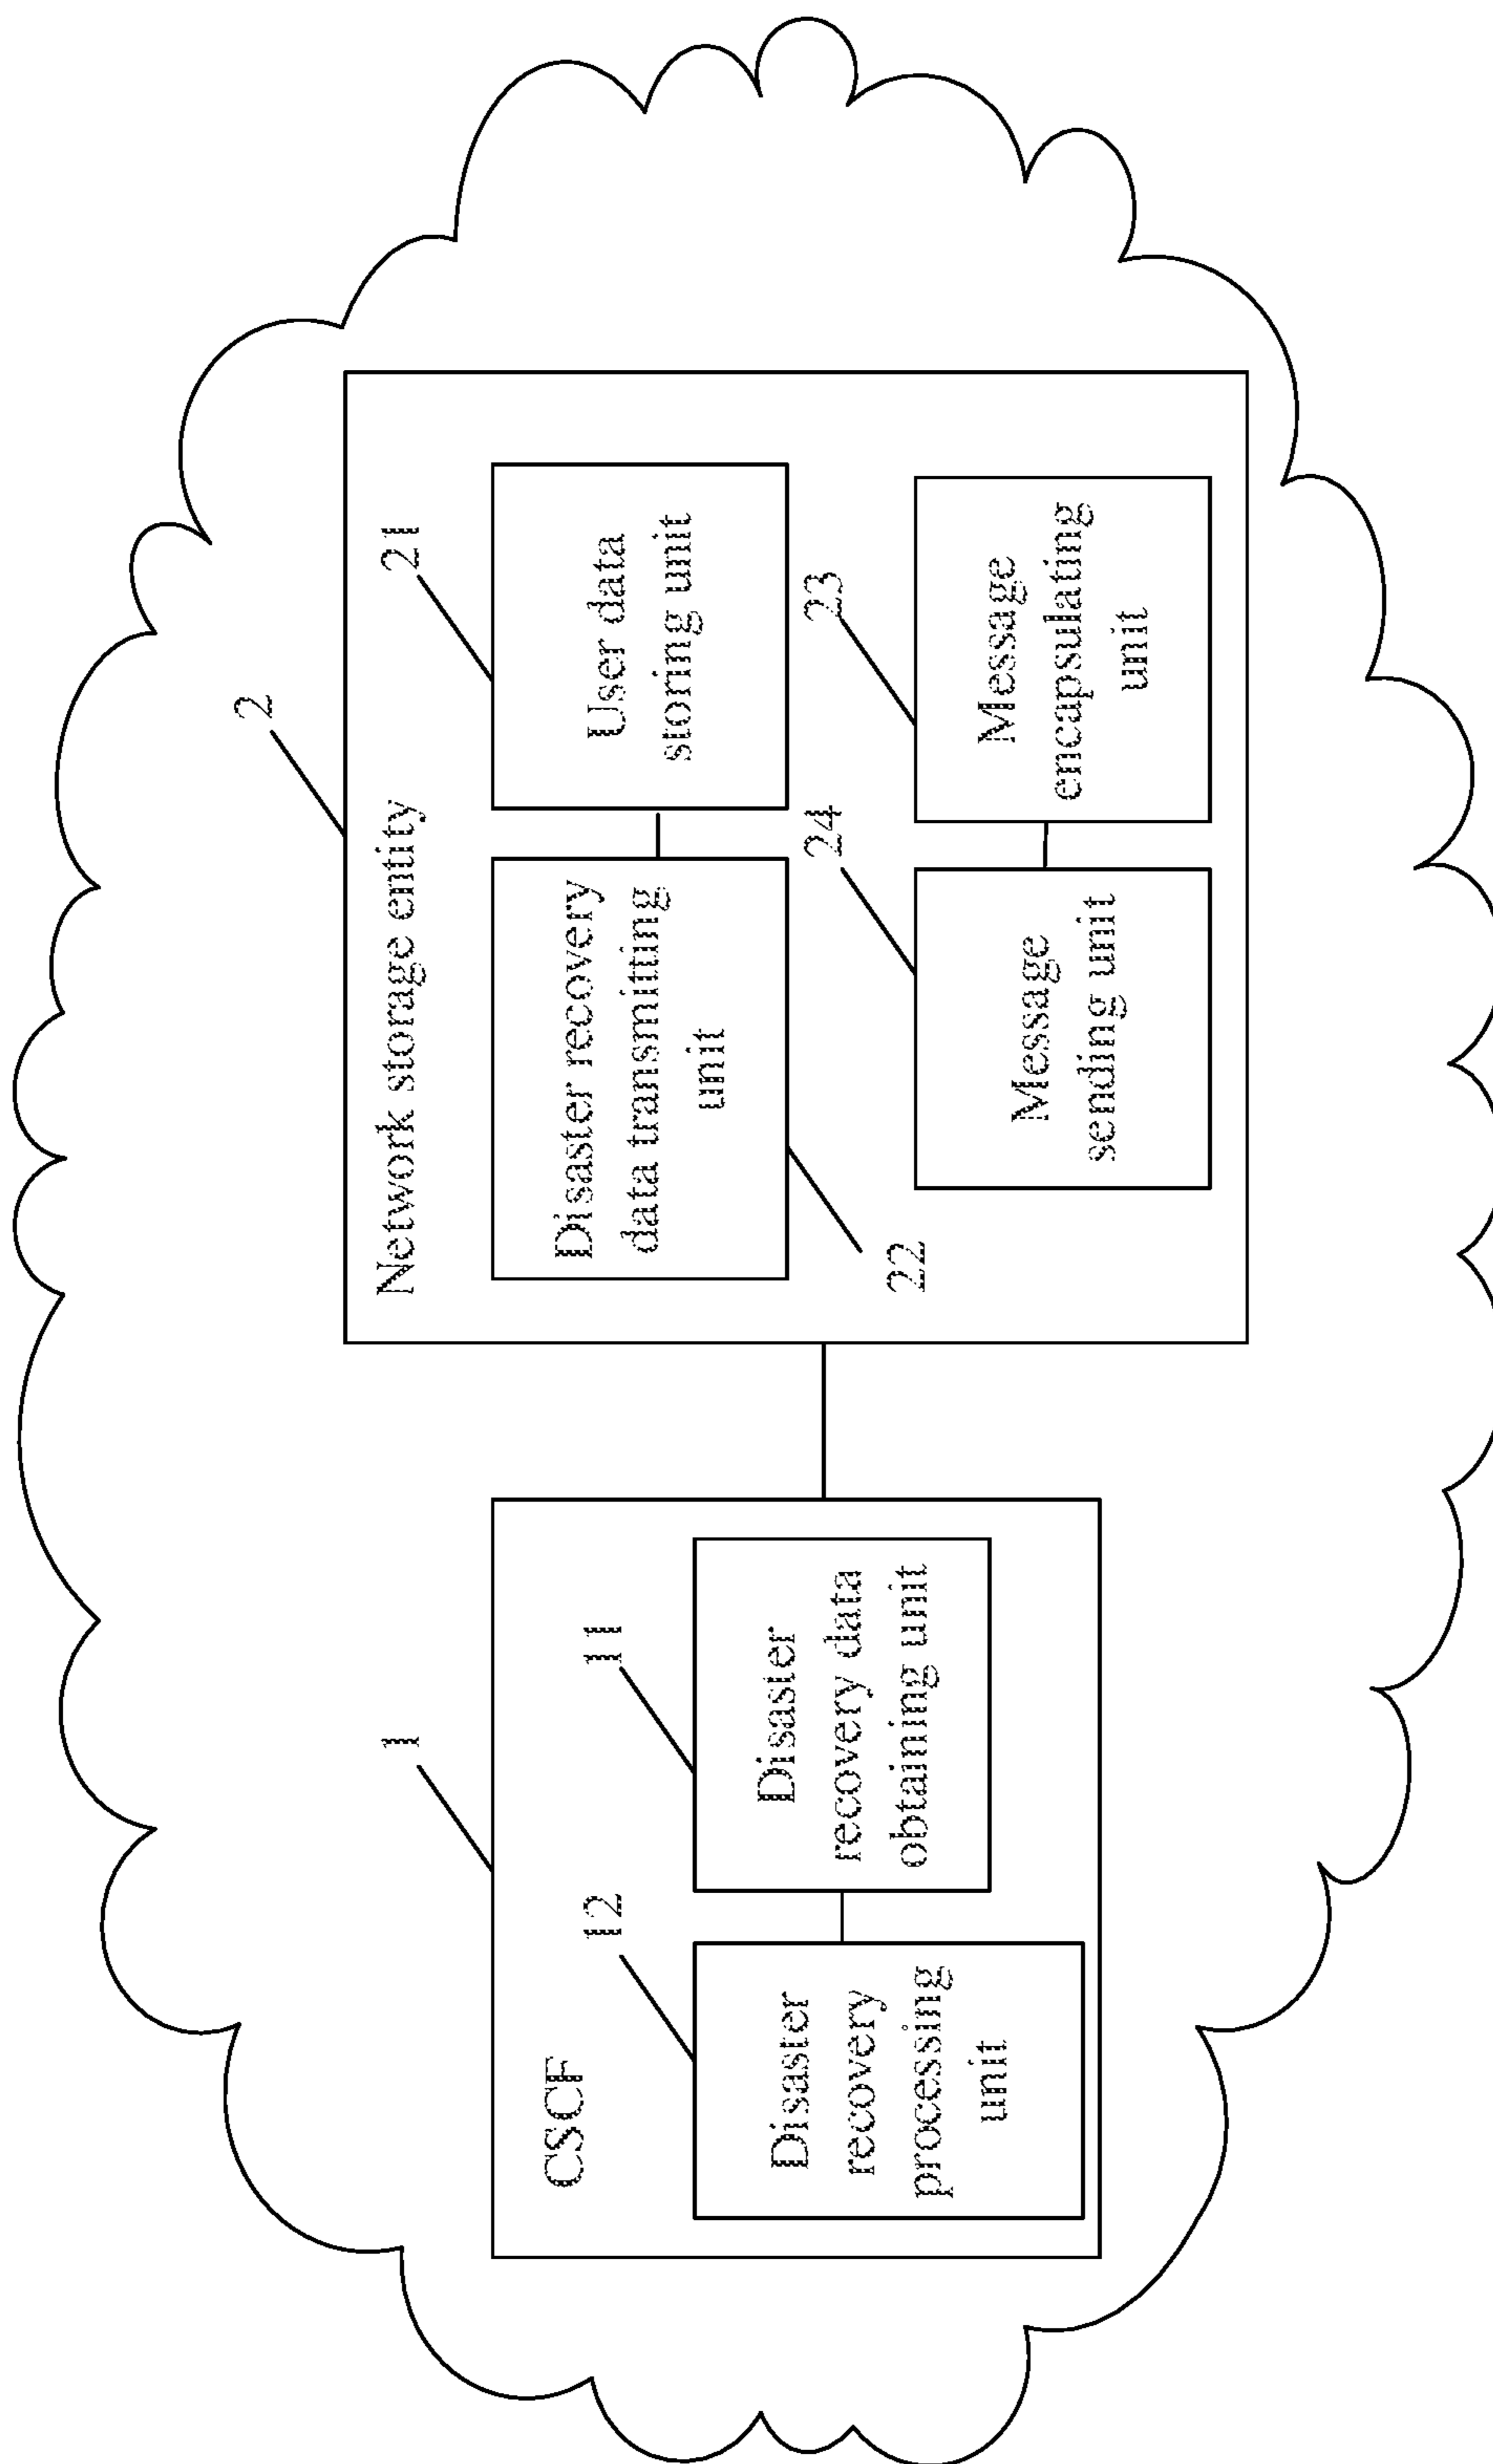 1
CSCF
12
11
Disaster
recovery
processing
unit
Disaster
recovery data
obtaining unit
2
Network storage entity
21
Disaster recovery
data transmitting
unit
User data
storing unit
22
24
23
Message
sending unit
Message
encapsulating
unit